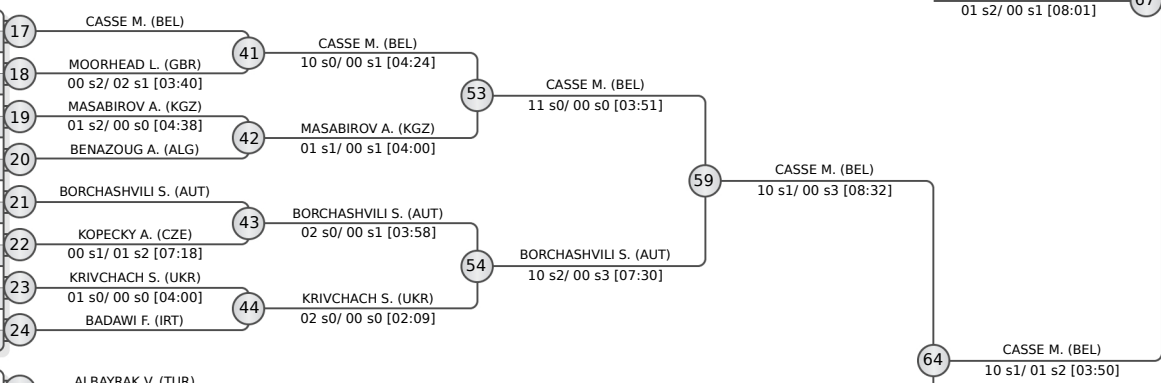 17
CASSE M. (BEL)
41
CASSE M. (BEL)
10 s0/ 00 s1 [04:24]
18
MOORHEAD L. (GBR)
00 s2/ 02 s1 [03:40]
53
CASSE M. (BEL)
11 s0/ 00 s0 [03:51]
19
MASABIROV A. (KGZ)
01 s2/ 00 s0 [04:38]
42
MASABIROV A. (KGZ)
01 s1/ 00 s1 [04:00]
20
BENAZOUG A. (ALG)
59
CASSE M. (BEL)
10 s1/ 00 s3 [08:32]
21
BORCHASHVILI S. (AUT)
43
BORCHASHVILI S. (AUT)
02 s0/ 00 s1 [03:58]
22
KOPECKY A. (CZE)
00 s1/ 01 s2 [07:18]
54
BORCHASHVILI S. (AUT)
10 s2/ 00 s3 [07:30]
23
KRIVCHACH S. (UKR)
01 s0/ 00 s0 [04:00]
44
KRIVCHACH S. (UKR)
02 s0/ 00 s0 [02:09]
24
BADAWI F. (IRT)
01 s2/ 00 s1 [08:01]
67
64
CASSE M. (BEL)
10 s1/ 01 s2 [03:50]
ALBAYRAK V. (TUR)